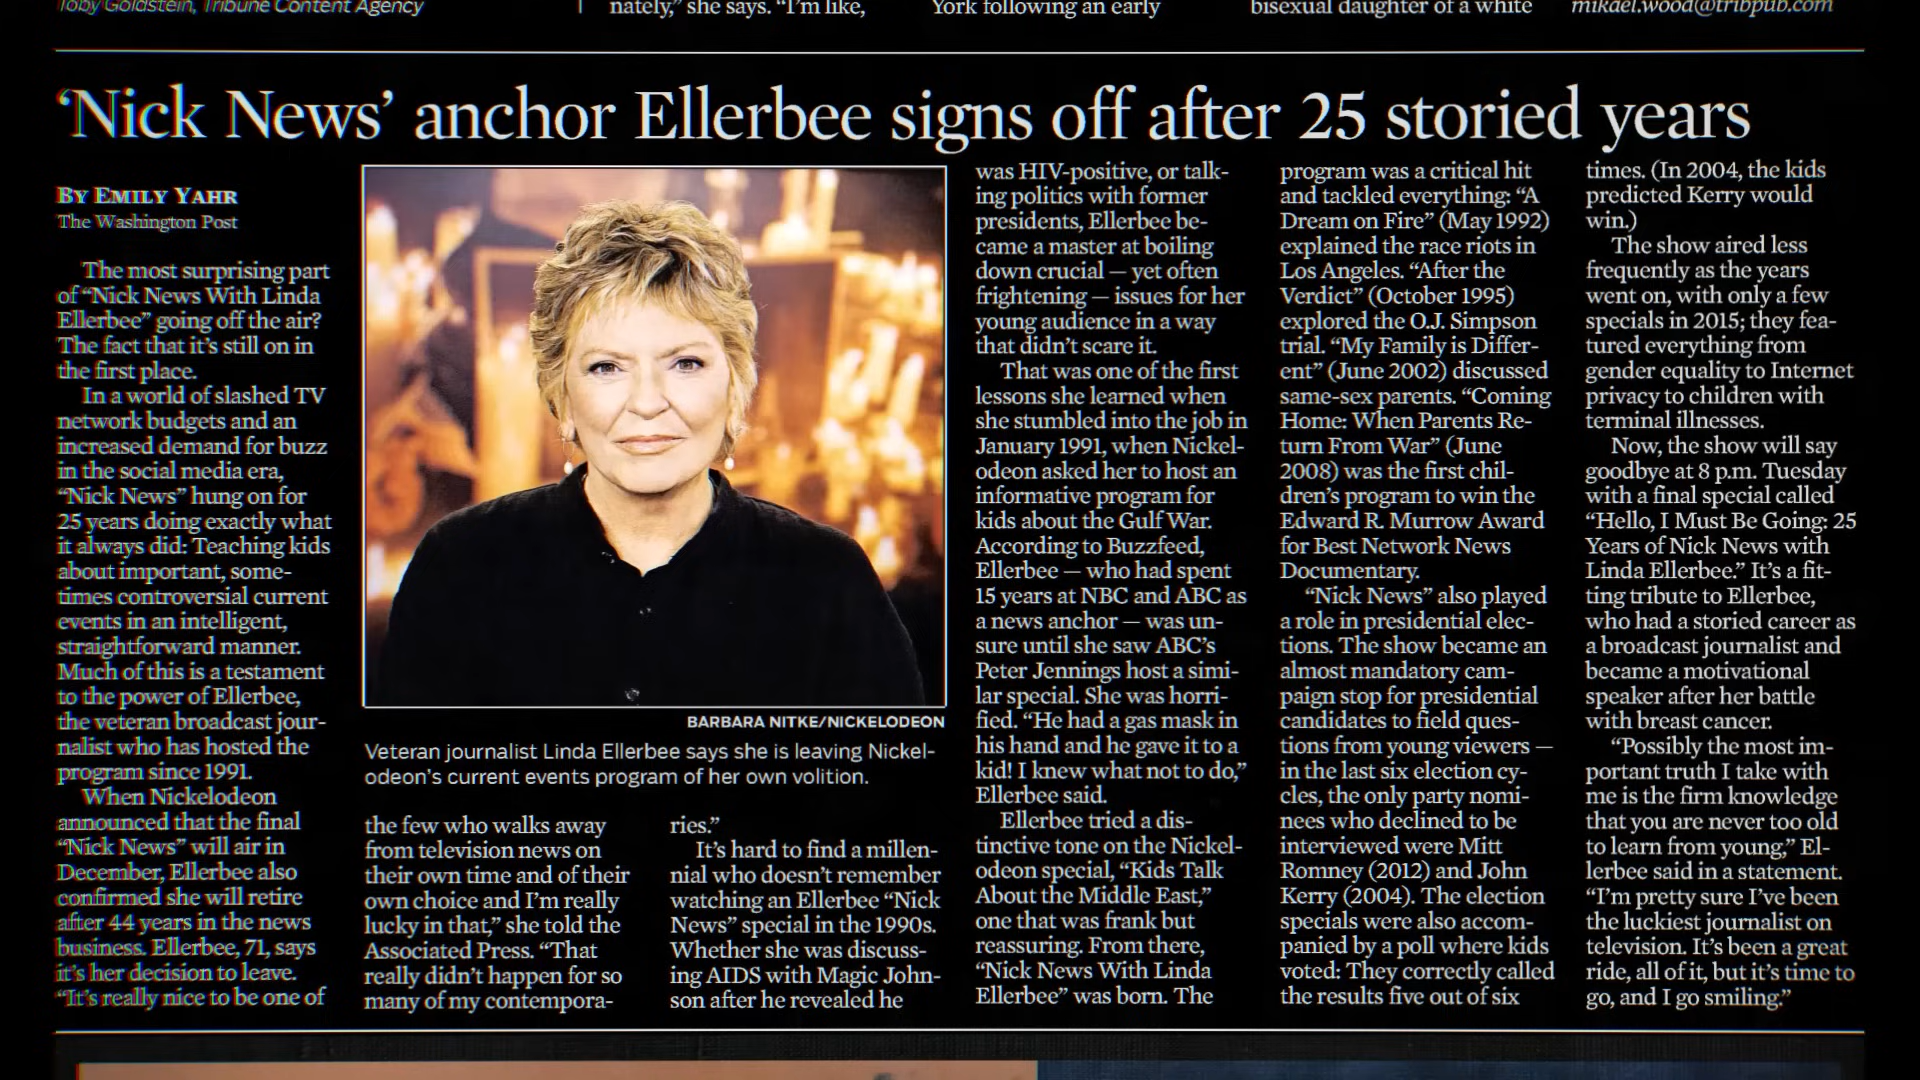 Toby Goldstein, Tribune Content Agency
nately,” she says. “I’m like,
York following an early
bisexual daughter of a white
mikael.wood@tribpub.com
‘Nick News’ anchor Ellerbee signs off after 25 storied years
BY EMILY YAHR
The Washington Post
The most surprising part
of “Nick News With Linda
Ellerbee” going off the air?
The fact that it’s still on in
the first place.
In a world of slashed TV
network budgets and an
increased demand for buzz
in the social media era,
“Nick News” hung on for
25 years doing exactly what
it always did: Teaching kids
about important, some-
times controversial current
events in an intelligent,
straightforward manner.
Much of this is a testament
to the power of Ellerbee,
the veteran broadcast jour-
nalist who has hosted the
program since 1991.
When Nickelodeon
announced that the final
“Nick News” will air in
December, Ellerbee also
confirmed she will retire
after 44 years in the news
business. Ellerbee, 71, says
it’s her decision to leave.
“It’s really nice to be one of
BARBARA NITKE/NICKELODEON
Veteran journalist Linda Ellerbee says she is leaving Nickel-
odeon’s current events program of her own volition.
the few who walks away
from television news on
their own time and of their
own choice and I’m really
lucky in that,” she told the
Associated Press. “That
really didn’t happen for so
many of my contempora-
ries.”
It’s hard to find a millen-
nial who doesn’t remember
watching an Ellerbee “Nick
News” special in the 1990s.
Whether she was discuss-
ing AIDS with Magic John-
son after he revealed he
was HIV-positive, or talk-
ing politics with former
presidents, Ellerbee be-
came a master at boiling
down crucial — yet often
frightening — issues for her
young audience in a way
that didn’t scare it.
That was one of the first
lessons she learned when
she stumbled into the job in
January 1991, when Nickel-
odeon asked her to host an
informative program for
kids about the Gulf War.
According to Buzzfeed,
Ellerbee — who had spent
15 years at NBC and ABC as
a news anchor — was un-
sure until she saw ABC’s
Peter Jennings host a simi-
lar special. She was horri-
fied. “He had a gas mask in
his hand and he gave it to a
kid! I knew what not to do,”
Ellerbee said.
Ellerbee tried a dis-
tinctive tone on the Nickel-
odeon special, “Kids Talk
About the Middle East,”
one that was frank but
reassuring. From there,
“Nick News With Linda
Ellerbee” was born. The
program was a critical hit
and tackled everything: “A
Dream on Fire” (May 1992)
explained the race riots in
Los Angeles. “After the
Verdict” (October 1995)
explored the O.J. Simpson
trial. “My Family is Differ-
ent” (June 2002) discussed
same-sex parents. “Coming
Home: When Parents Re-
turn From War” (June
2008) was the first chil-
dren’s program to win the
Edward R. Murrow Award
for Best Network News
Documentary.
“Nick News” also played
a role in presidential elec-
tions. The show became an
almost mandatory cam-
paign stop for presidential
candidates to field ques-
tions from young viewers —
in the last six election cy-
cles, the only party nomi-
nees who declined to be
interviewed were Mitt
Romney (2012) and John
Kerry (2004). The election
specials were also accom-
panied by a poll where kids
voted: They correctly called
the results five out of six
times. (In 2004, the kids
predicted Kerry would
win.)
The show aired less
frequently as the years
went on, with only a few
specials in 2015; they fea-
tured everything from
gender equality to Internet
privacy to children with
terminal illnesses.
Now, the show will say
goodbye at 8 p.m. Tuesday
with a final special called
“Hello, I Must Be Going: 25
Years of Nick News with
Linda Ellerbee.” It’s a fit-
ting tribute to Ellerbee,
who had a storied career as
a broadcast journalist and
became a motivational
speaker after her battle
with breast cancer.
“Possibly the most im-
portant truth I take with
me is the firm knowledge
that you are never too old
to learn from young,” El-
lerbee said in a statement.
“I’m pretty sure I’ve been
the luckiest journalist on
television. It’s been a great
ride, all of it, but it’s time to
go, and I go smiling.”